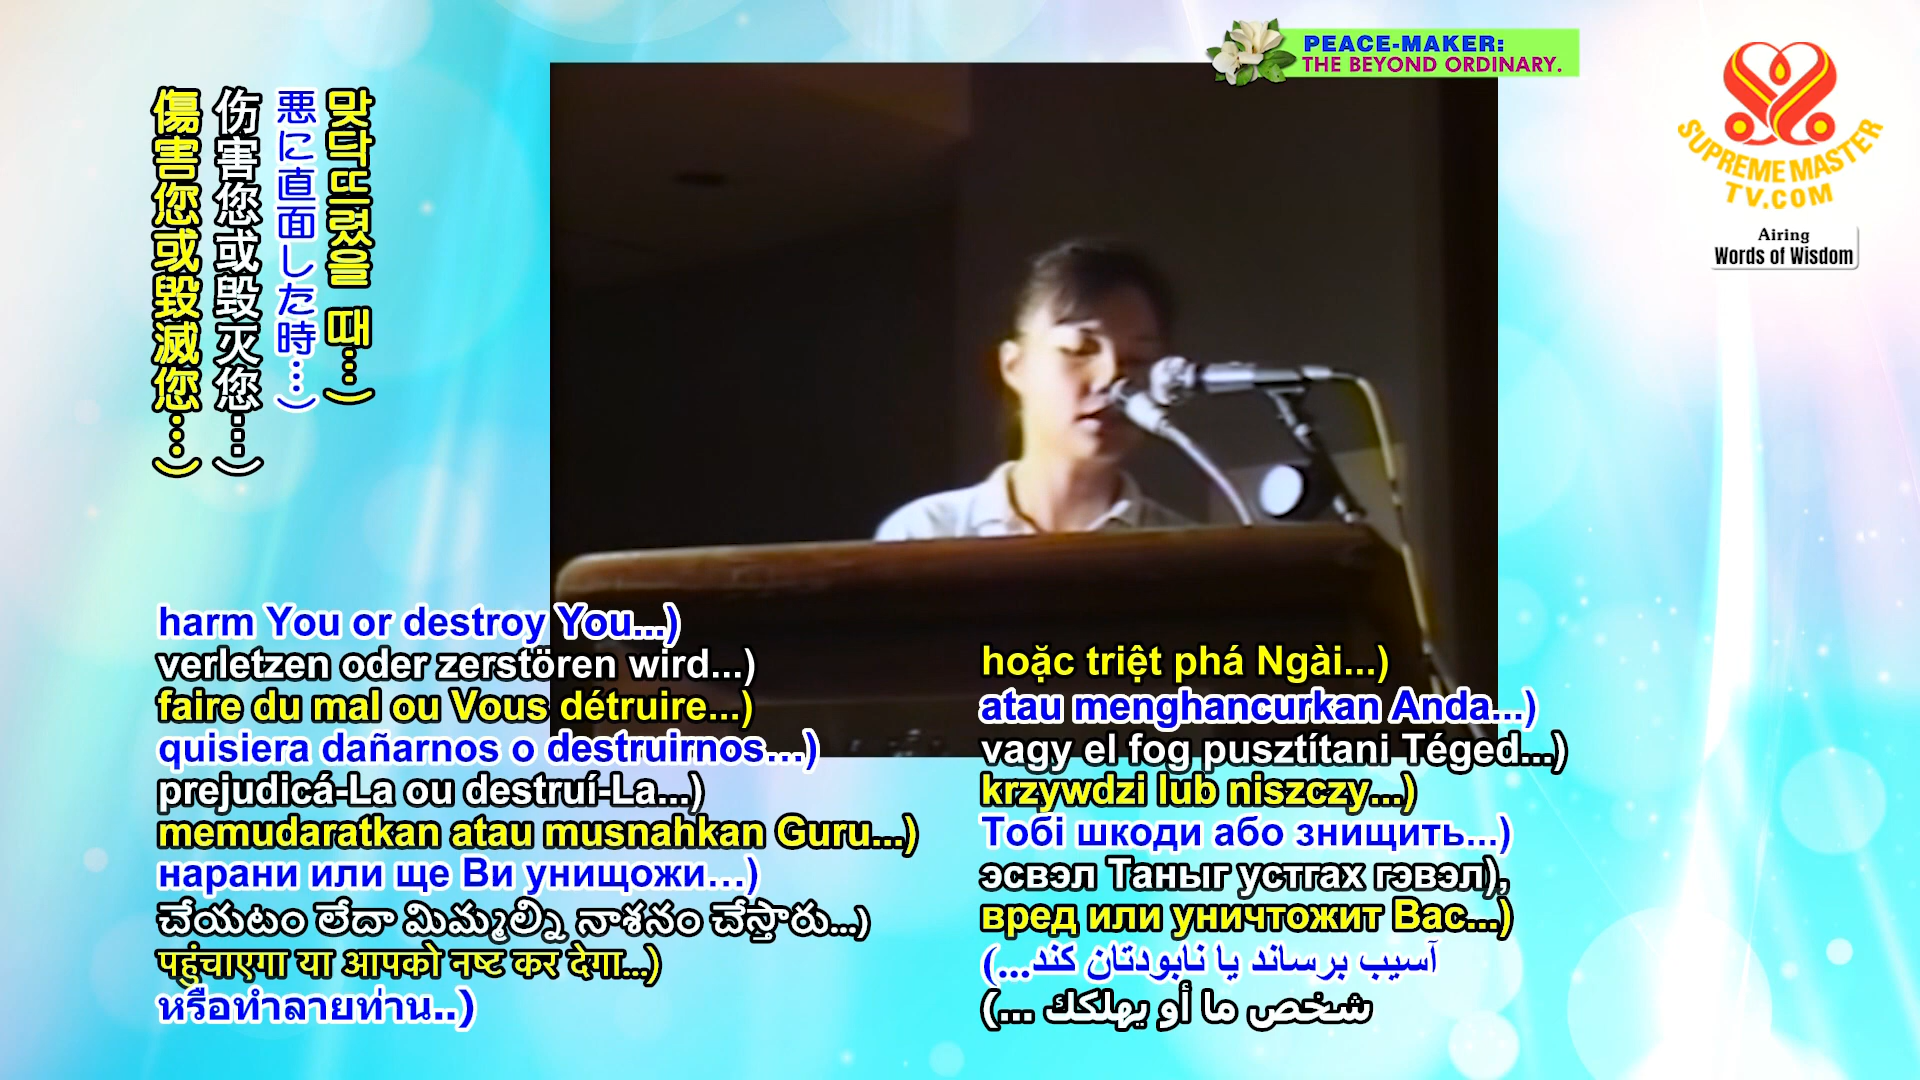 PEACE-MAKER:
THE BEYOND ORDINARY.
SUPREME MASTER
TV.COM
Airing
Words of Wisdom
맞닥뜨렸을 때…)
悪に直面した時…)
伤害您或毁灭您…)
傷害您或毀滅您…)
harm You or destroy You...)
verletzen oder zerstören wird...)
faire du mal ou Vous détruire...)
quisiera dañarnos o destruirnos…)
prejudicá-La ou destruí-La...)
memudaratkan atau musnahkan Guru...)
нарани или ще Ви унищожи…)
చేయటం లేదా మిమ్మల్ని నాశనం చేస్తారు...)
पहुंचाएगा या आपको नष्ट कर देगा...)
หรือทำลายท่าน..)
hoặc triệt phá Ngài...)
atau menghancurkan Anda...)
vagy el fog pusztítani Téged...)
krzywdzi lub niszczy...)
Тобі шкоди або знищить...)
эсвэл Таныг устгах гэвэл),
вред или уничтожит Вас...)
آسیب برساند یا نابودتان کند...)
شخص ما أو يهلكك ...)